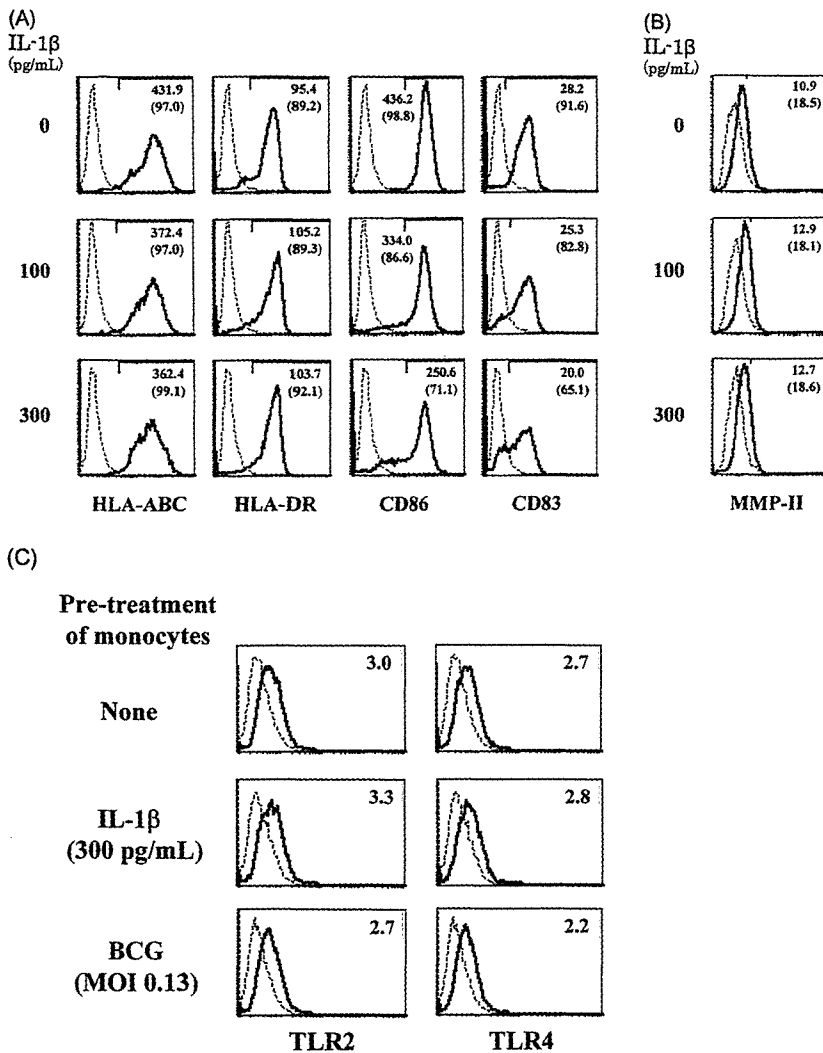 (A)
IL-1β
(pg/mL)
0
431.9
(97.0)
95.4
(89.2)
436.2
(98.8)
28.2
(91.6)
100
372.4
(97.0)
105.2
(89.3)
334.0
(86.6)
25.3
(82.8)
300
362.4
(99.1)
103.7
(92.1)
250.6
(71.1)
20.0
(65.1)
HLA-ABC
HLA-DR
CD86
CD83
(B)
IL-1β
(pg/mL)
0
10.9
(18.5)
100
12.9
(18.1)
300
12.7
(18.6)
MMP-II
(C)
Pre-treatment
of monocytes
None
3.0
2.7
IL-1β
(300 pg/mL)
3.3
2.8
BCG
(MOI 0.13)
2.7
2.2
TLR2
TLR4